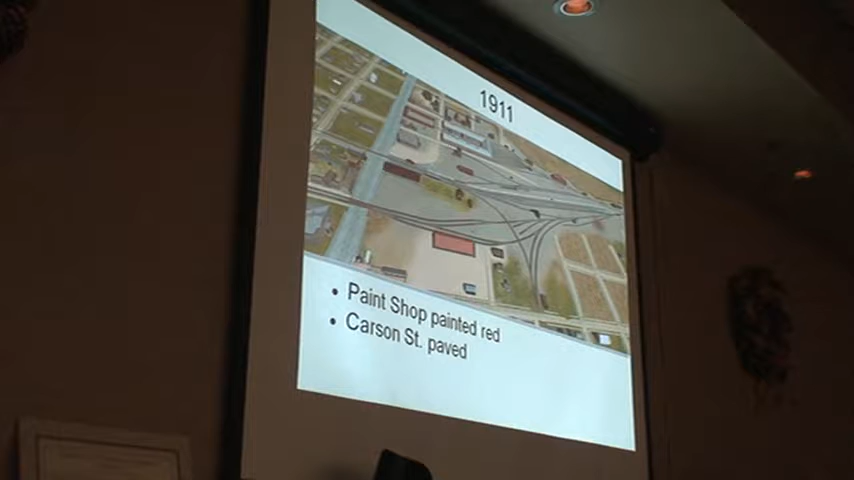 1911
• Paint Shop painted red
• Carson St. paved